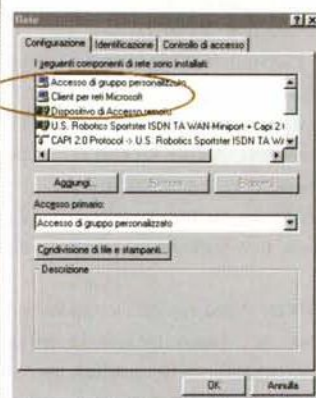 Rete
Configurazione Identificazione Controllo di accesso
I seguenti componenti di rete sono installati:
Accesso di gruppo personalizzato
Client per reti Microsoft
Dispositivo di Accesso remoto
U.S. Robotics Sportster ISDN TA WAN-Miniport + Capi 2.
CAPI 2.0 Protocol -> U.S. Robotics Sportster ISDN TA
Aggiungi...
Accesso primario:
Accesso di gruppo personalizzato
Condivisione di file e stampanti...
Descrizione
OK Annulla